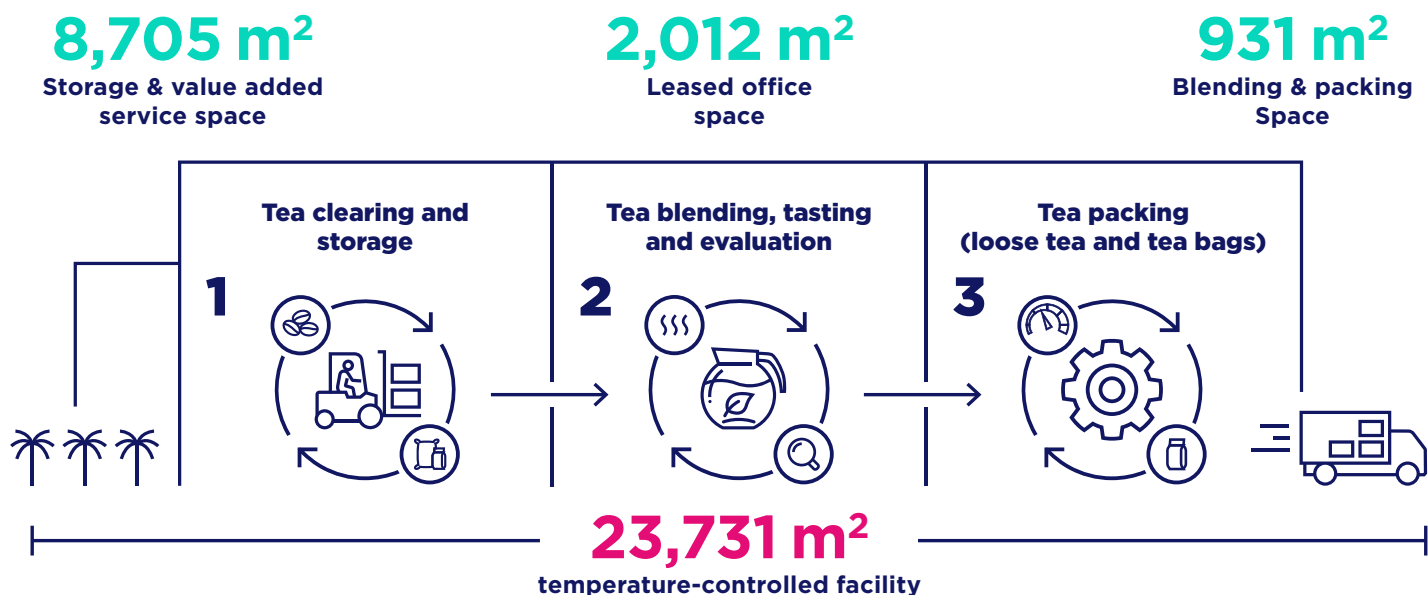 8,705 m²
Storage & value added
service space
2,012 m²
Leased office
space
931 m²
Blending & packing
Space
Tea clearing and
storage
1
Tea blending, tasting
and evaluation
2
Tea packing
(loose tea and tea bags)
3
23,731 m²
temperature-controlled facility